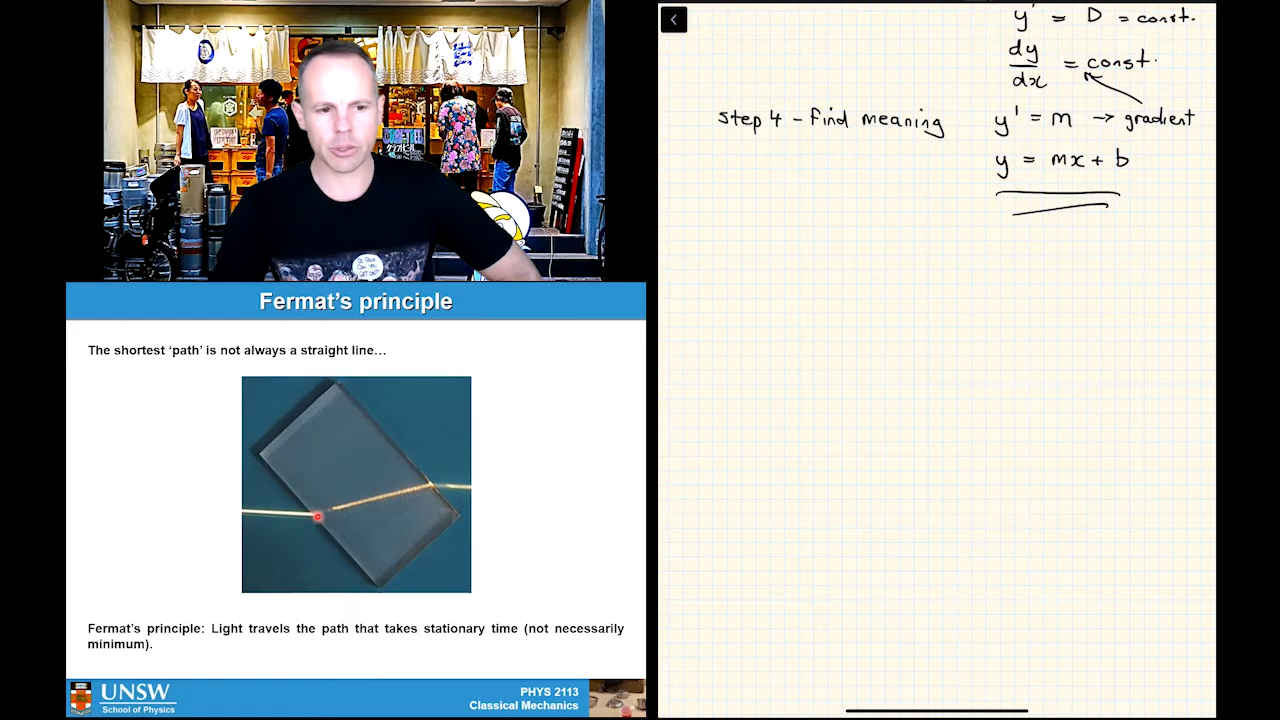 Fermat's principle
The shortest 'path' is not always a straight line...
Fermat's principle: Light travels the path that takes stationary time (not necessarily
minimum).
UNSW
School of Physics
PHYS 2113
Classical Mechanics
y' = D = const.
dy
dx
= const.
step 4 - find meaning
y' = m → gradient
y = mx + b